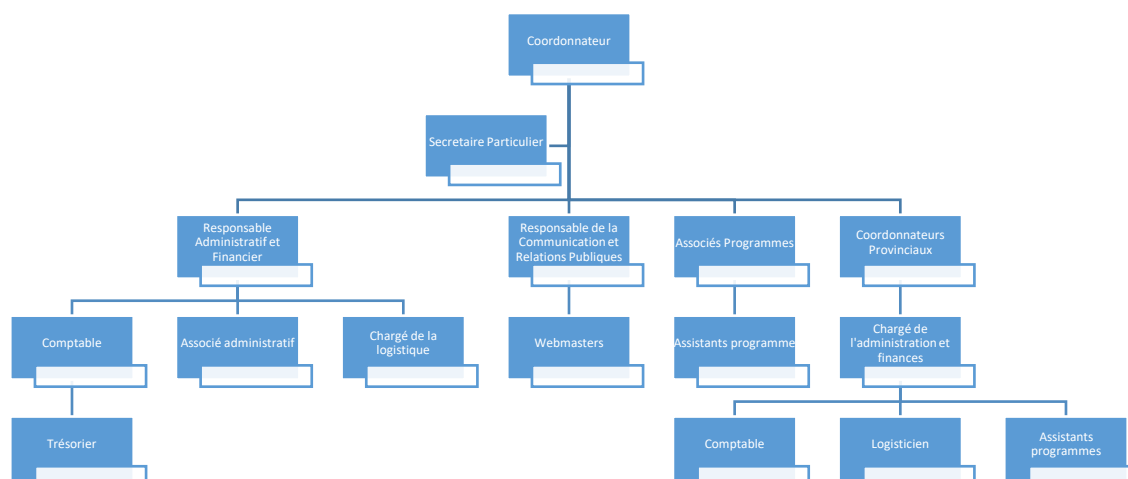 Coordonnateur
Secretaire Particulier
Responsable
Administratif et
Financier
Responsable de la
Communication et
Relations Publiques
Associés Programmes
Coordonnateurs
Provinciaux
Comptable
Associé administratif
Chargé de la
logistique
Webmasters
Assistants programme
Chargé de
l'administration et
finances
Trésorier
Comptable
Logisticien
Assistants
programmes